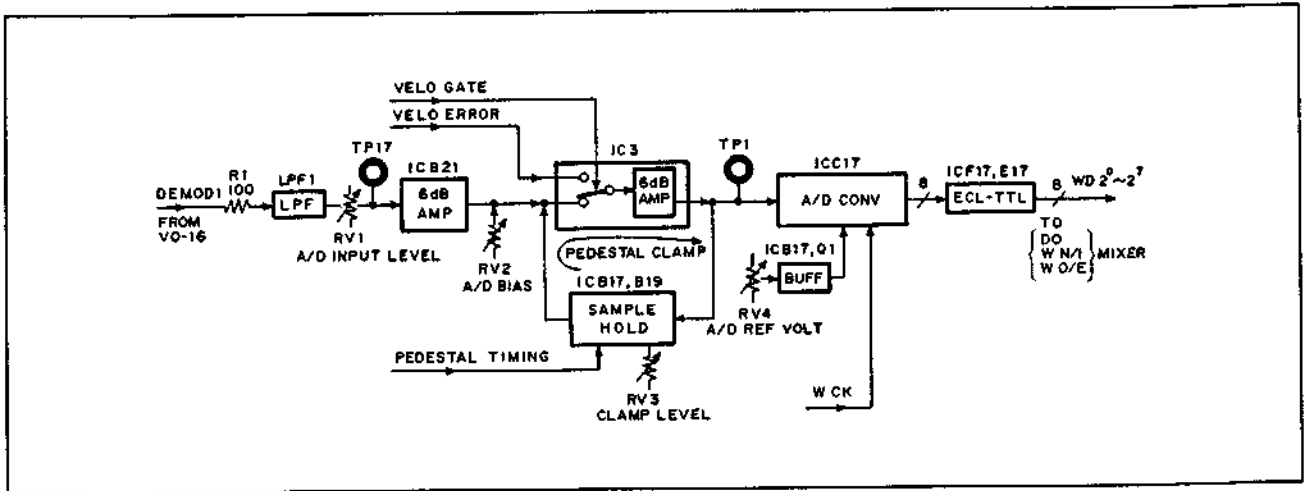 VELO GATE
VELO ERROR
DEMOD1
FROM
VO-16
R1
100
LPF1
LPF
RV1
A/D INPUT LEVEL
TP17
ICB21
6dB
AMP
RV2
A/D BIAS
IC3
6dB
AMP
PEDESTAL CLAMP
ICB17, B19
SAMPLE
HOLD
PEDESTAL TIMING
RV3
CLAMP LEVEL
TP1
ICC17
A/D CONV
ICB17, Q1
BUFF
RV4
A/D REF VOLT
W CK
8
ICF17, E17
ECL-TTL
8
WD 2⁰~2⁷
TO
DO
W N/I
W O/E
MIXER